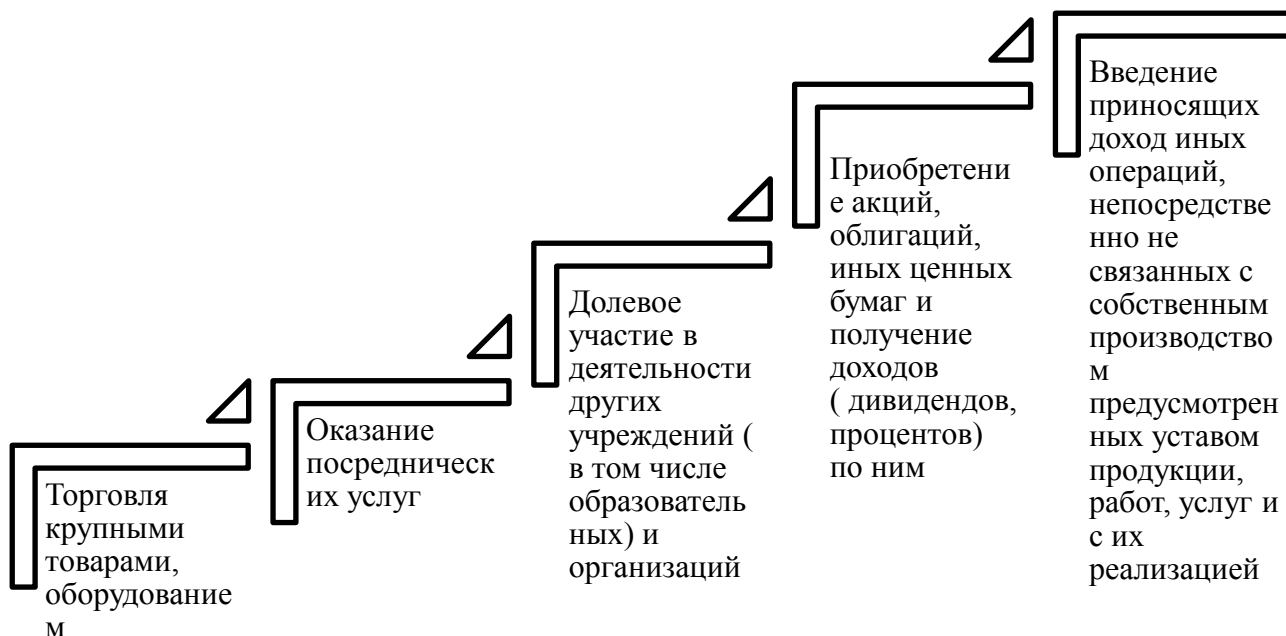 Торговля
крупными
товарами,
оборудование
м
Оказание
посредническ
их услуг
Долевое
участие в
деятельности
других
учреждений (
в том числе
образователь
ных) и
организаций
Приобретени
е акций,
облигаций,
иных ценных
бумаг и
получение
доходов
( дивидендов,
процентов)
по ним
Введение
приносящих
доход иных
операций,
непосредстве
нно не
связанных с
собственным
производство
м
предусмотрен
ных уставом
продукции,
работ, услуг и
с их
реализацией